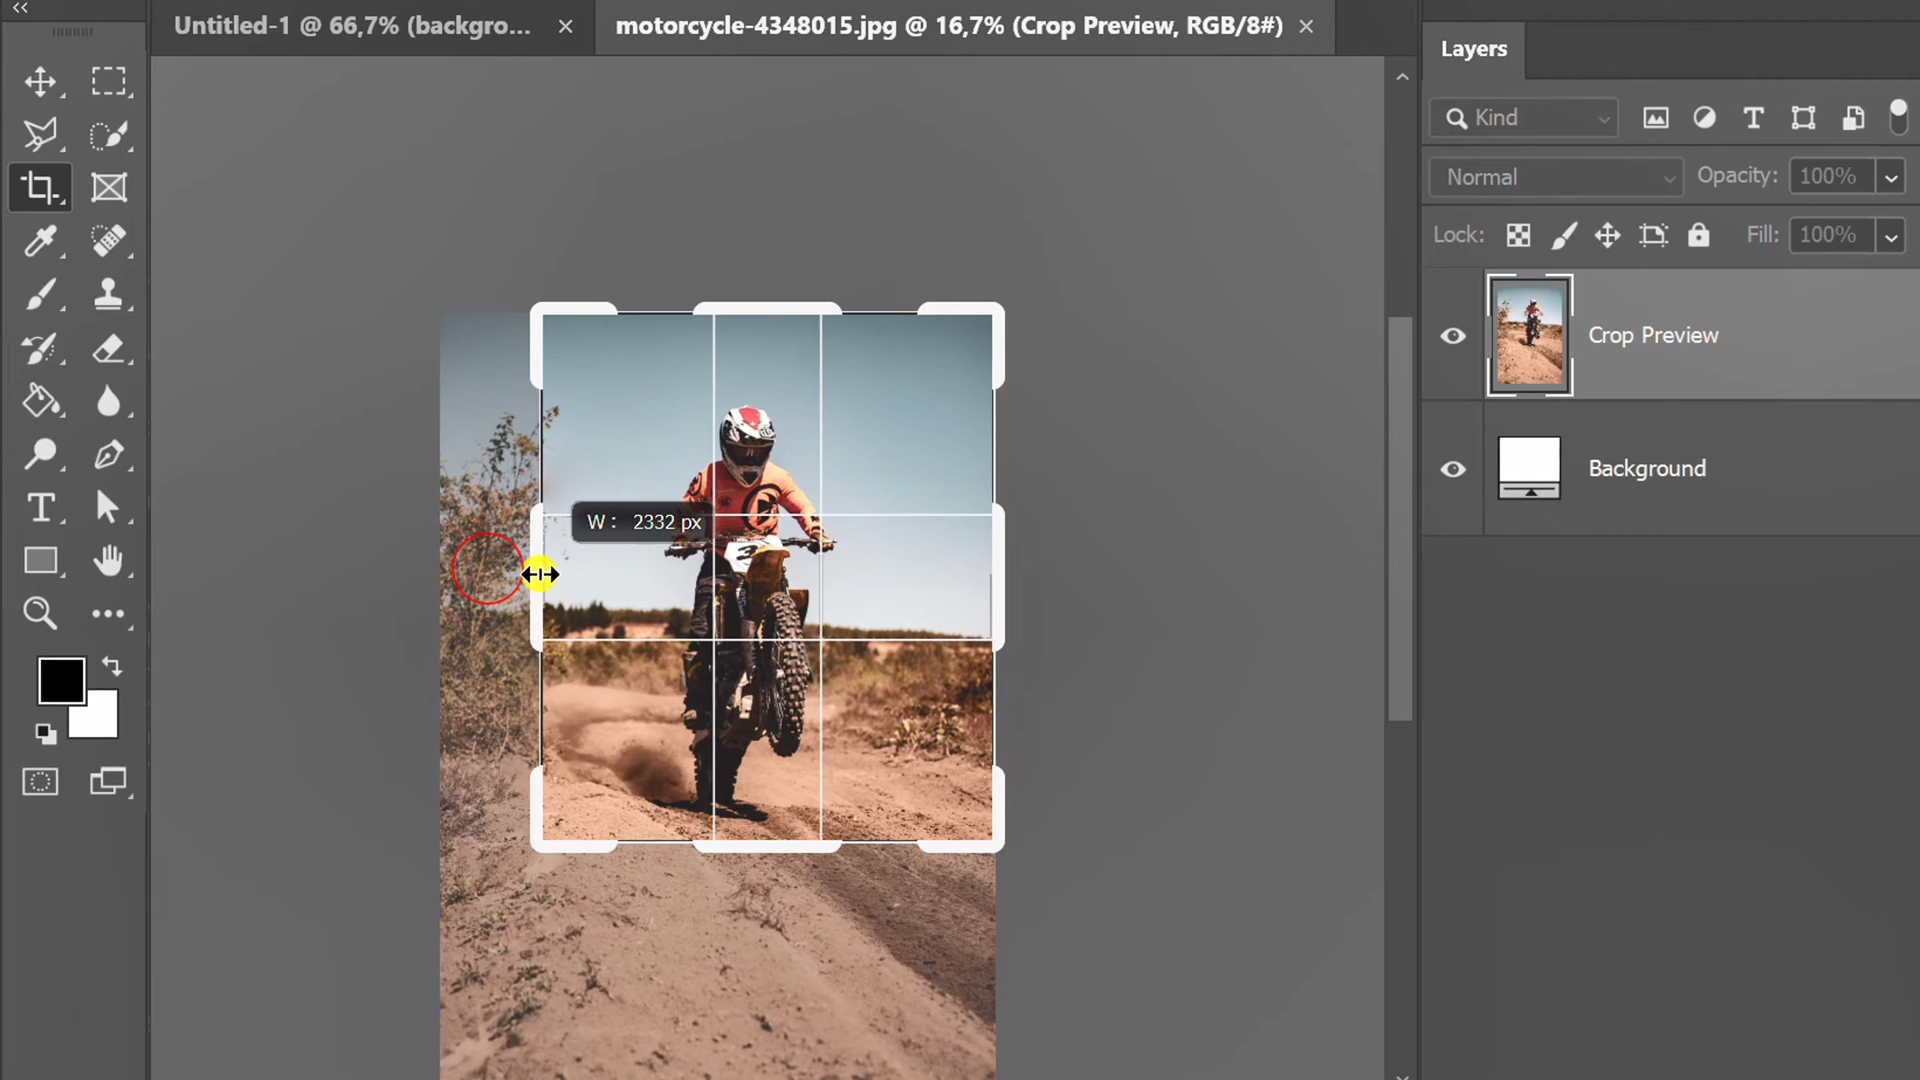 Untitled-1 @ 66,7% (backgro...
motorcycle-4348015.jpg @ 16,7% (Crop Preview, RGB/8#)
Layers
Kind
Normal
Opacity: 100%
Lock:
Fill: 100%
Crop Preview
Background
W : 2332 px
3